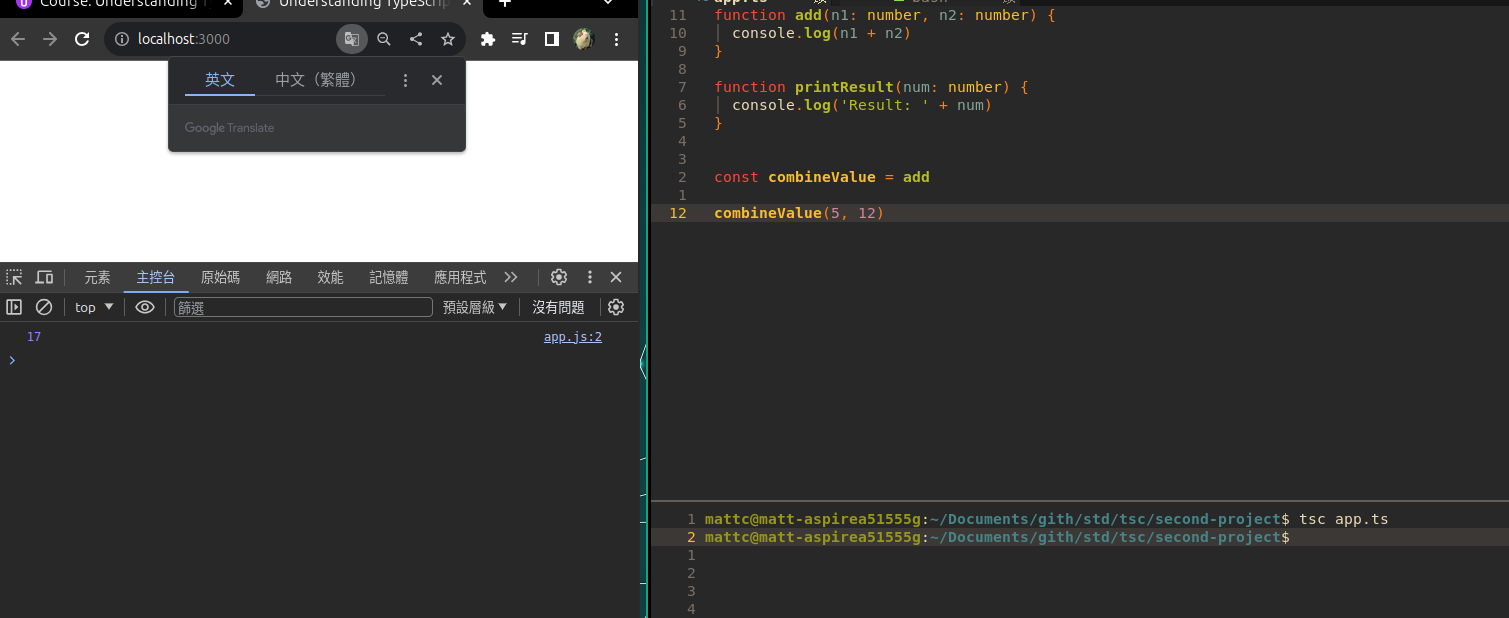 Course: Understanding T
Understanding TypeScrip
localhost:3000
英文
中文（繁體）
Google Translate
元素
主控台
原始碼
網路
效能
記憶體
應用程式
top
篩選
預設層級
沒有問題
17
app.js:2
app.ts
bash
11 function add(n1: number, n2: number) {
10 console.log(n1 + n2)
9 }
8
7 function printResult(num: number) {
6 console.log('Result: ' + num)
5 }
4
3
2 const combineValue = add
1
12 combineValue(5, 12)
1 mattc@matt-aspirea51555g:~/Documents/gith/std/tsc/second-project$ tsc app.ts
2 mattc@matt-aspirea51555g:~/Documents/gith/std/tsc/second-project$
1
2
3
4